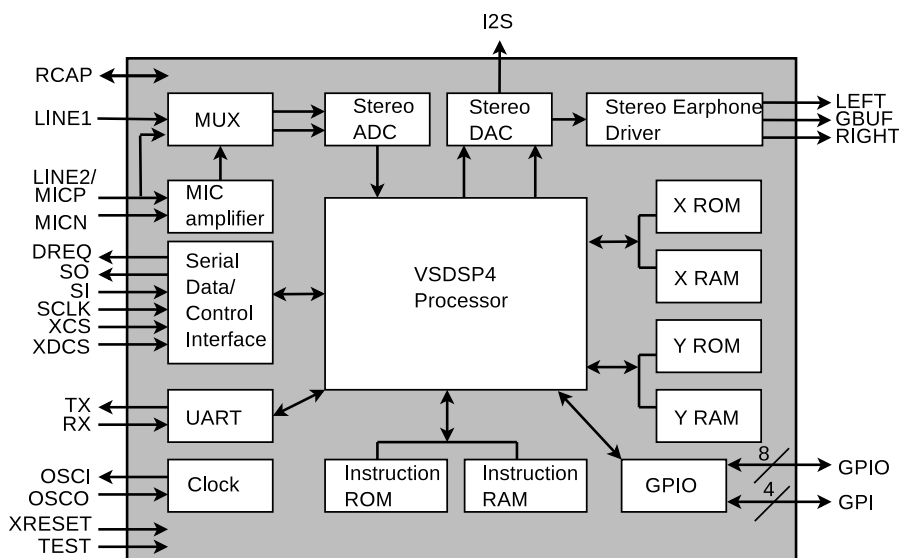 I2S
RCAP
LINE1
MUX
Stereo
ADC
Stereo
DAC
Stereo Earphone
Driver
LEFT
GBUF
RIGHT
LINE2/
MICP
MICN
MIC
amplifier
DREQ
SO
SI
SCLK
XCS
XDCS
Serial
Data/
Control
Interface
VSDSP4
Processor
X ROM
X RAM
Y ROM
Y RAM
TX
RX
UART
OSCI
OSCO
Clock
Instruction
ROM
Instruction
RAM
GPIO
8
GPIO
4
GPI
XRESET
TEST